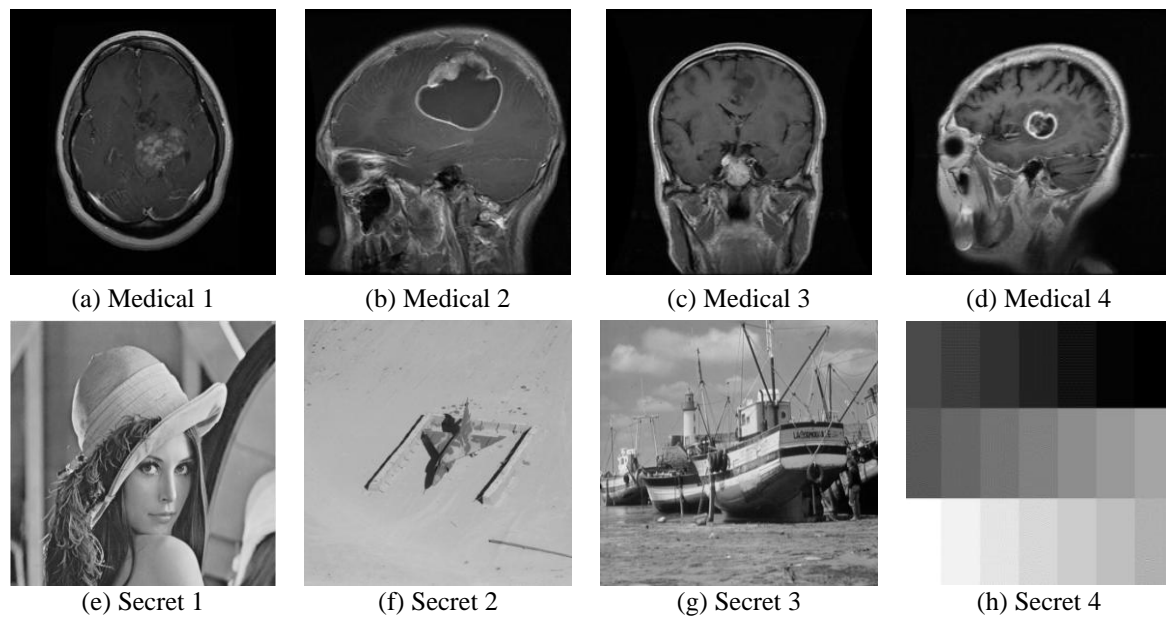 (a) Medical 1
(b) Medical 2
(c) Medical 3
(d) Medical 4
(e) Secret 1
(f) Secret 2
(g) Secret 3
(h) Secret 4